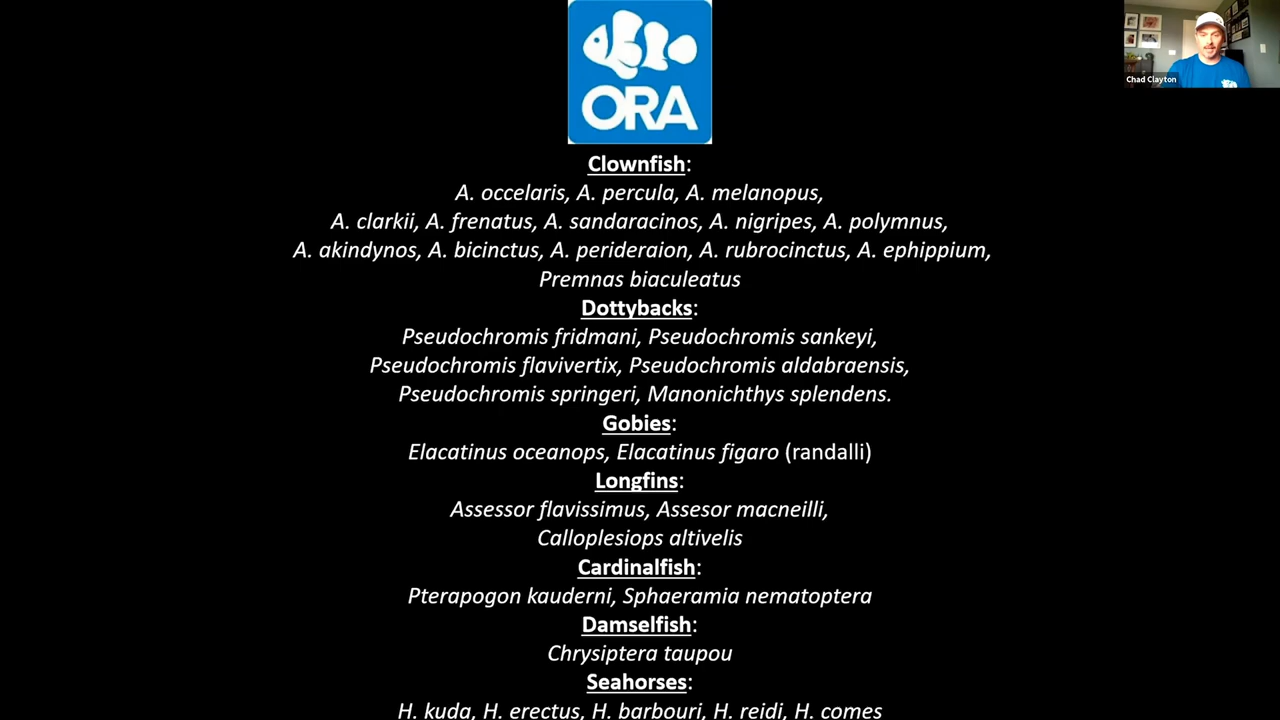 ORA
Chad Clayton
Clownfish:
A. occelaris, A. percula, A. melanopus,
A. clarkii, A. frenatus, A. sandaracinos, A. nigripes, A. polymnus,
A. akindynos, A. bicinctus, A. perideraion, A. rubrocinctus, A. ephippium,
Premnas biaculeatus
Dottybacks:
Pseudochromis fridmani, Pseudochromis sankeyi,
Pseudochromis flavivertix, Pseudochromis aldabraensis,
Pseudochromis springeri, Manonichthys splendens.
Gobies:
Elacatinus oceanops, Elacatinus figaro (randalli)
Longfins:
Assessor flavissimus, Assesor macneilli,
Calloplesiops altivelis
Cardinalfish:
Pterapogon kauderni, Sphaeramia nematoptera
Damselfish:
Chrysiptera taupou
Seahorses:
H. kuda, H. erectus, H. barbouri, H. reidi, H. comes